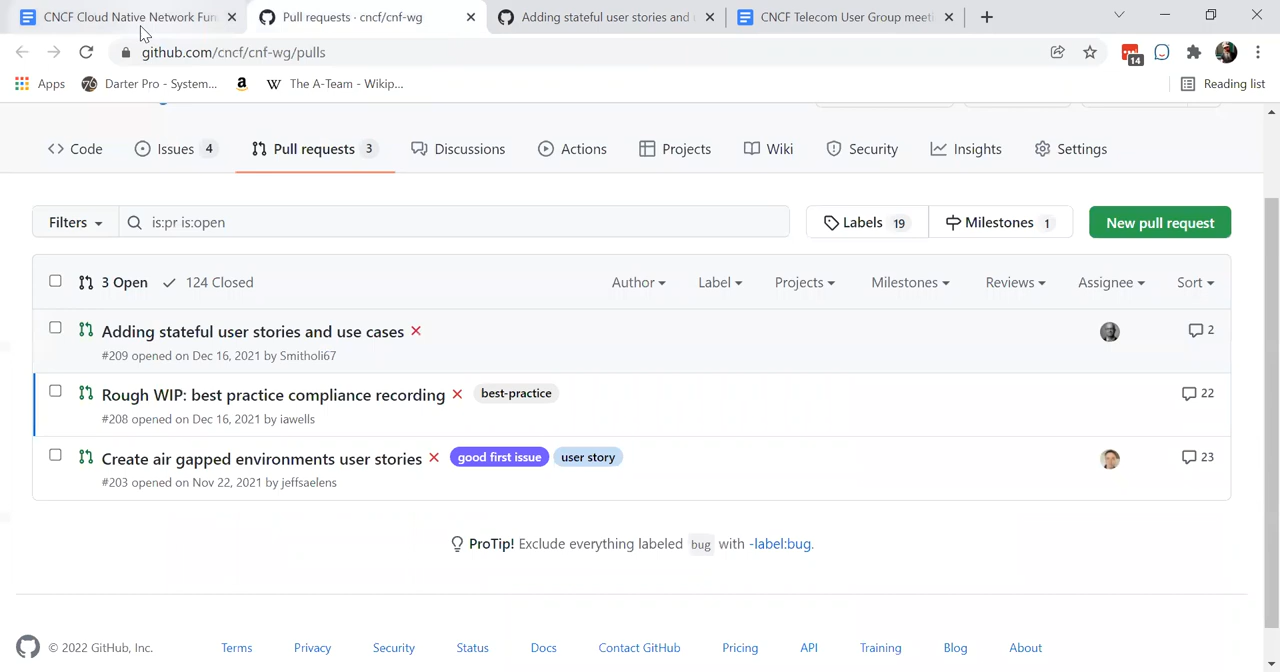 CNCF Cloud Native Network Fun
Pull requests · cncf/cnf-wg
Adding stateful user stories and
CNCF Telecom User Group meeti
github.com/cncf/cnf-wg/pulls
14
Apps
76
Darter Pro - System...
a
W
The A-Team - Wikip...
Reading list
Code
Issues 4
Pull requests 3
Discussions
Actions
Projects
Wiki
Security
Insights
Settings
Filters
is:pr is:open
Labels 19
Milestones 1
New pull request
3 Open
124 Closed
Author
Label
Projects
Milestones
Reviews
Assignee
Sort
Adding stateful user stories and use cases
2
#209 opened on Dec 16, 2021 by Smitholi67
Rough WIP: best practice compliance recording best-practice
22
#208 opened on Dec 16, 2021 by iawells
Create air gapped environments user stories good first issue user story
23
#203 opened on Nov 22, 2021 by jeffsaelens
ProTip! Exclude everything labeled bug with -label:bug.
© 2022 GitHub, Inc.
Terms
Privacy
Security
Status
Docs
Contact GitHub
Pricing
API
Training
Blog
About